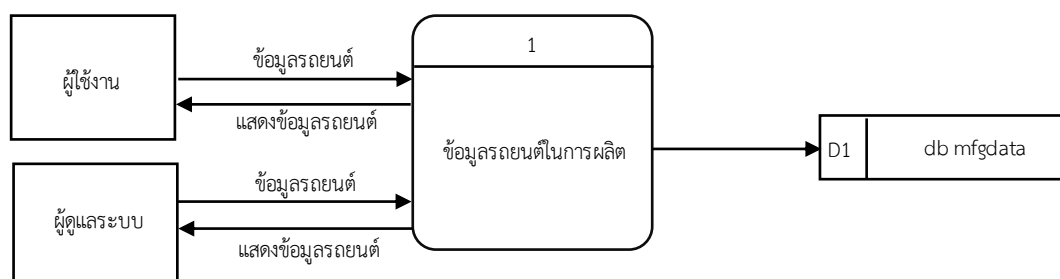 1
ข้อมูลรถยนต์
ผู้ใช้งาน
แสดงข้อมูลรถยนต์
ข้อมูลรถยนต์ในการผลิต
D1
db mfgdata
ข้อมูลรถยนต์
ผู้ดูแลระบบ
แสดงข้อมูลรถยนต์